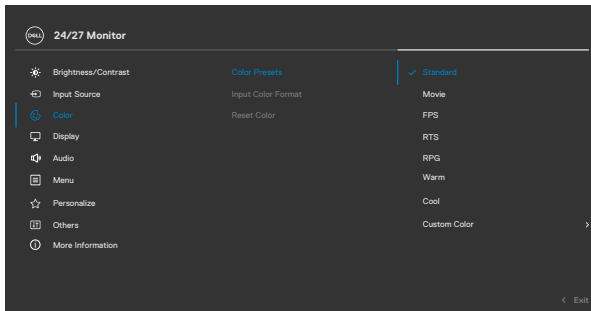 DELL 24/27 Monitor
Brightness/Contrast Color Presets Standard
Input Source Input Color Format Movie
Color Reset Color FPS
Display RTS
Audio RPG
Menu Warm
Personalize Cool
Others Custom Color
More Information
Exit